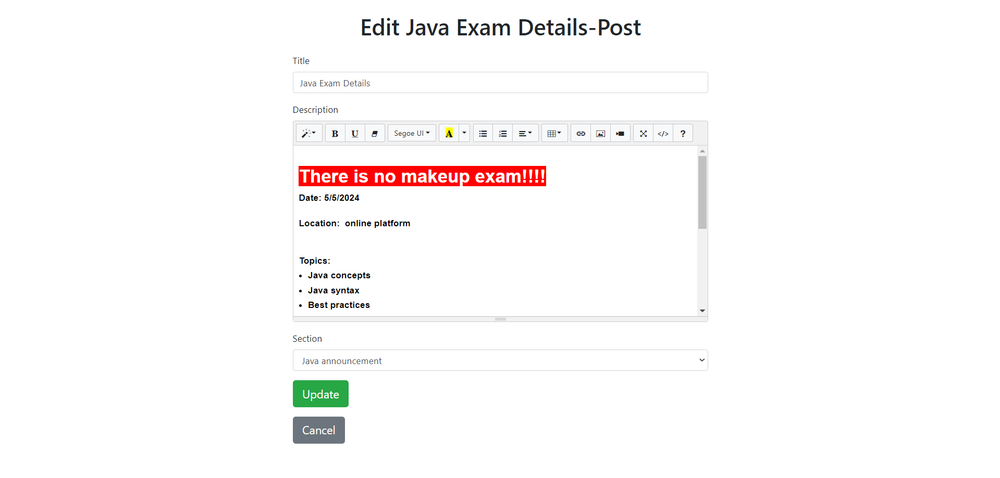 Edit Java Exam Details-Post
Title
Java Exam Details
Description
B U Segoe UI A </> ?
There is no makeup exam!!!!
Date: 5/5/2024
Location:  online platform
Topics:
• Java concepts
• Java syntax
• Best practices
Section
Java announcement
Update
Cancel